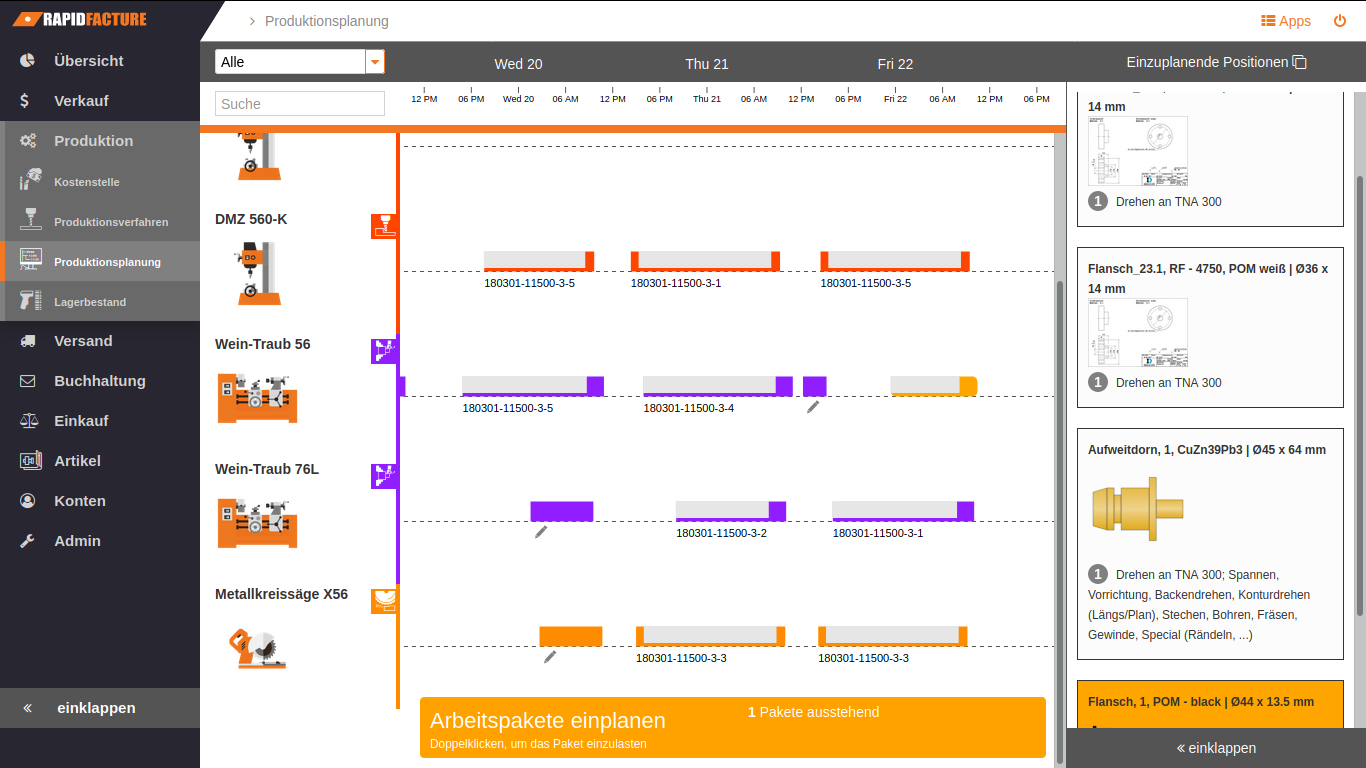 RAPIDFACTURE
Produktionsplanung
Apps
Übersicht
Verkauf
Produktion
Kostenstelle
Produktionsverfahren
Produktionsplanung
Lagerbestand
Versand
Buchhaltung
Einkauf
Artikel
Konten
Admin
einklappen
Alle
Wed 20
Thu 21
Fri 22
Suche
12 PM 06 PM Wed 20 06 AM 12 PM 06 PM Thu 21 06 AM 12 PM 06 PM Fri 22 06 AM 12 PM 06 PM
DMZ 560-K
180301-11500-3-5
180301-11500-3-1
180301-11500-3-5
Wein-Traub 56
180301-11500-3-5
180301-11500-3-4
Wein-Traub 76L
180301-11500-3-2
180301-11500-3-1
Metallkreissäge X56
180301-11500-3-3
180301-11500-3-3
Arbeitspakete einplanen
Doppelklicken, um das Paket einzulasten
1 Pakete ausstehend
Einzuplanende Positionen
14 mm
1 Drehen an TNA 300
Flansch_23.1, RF - 4750, POM weiß | Ø36 x
14 mm
1 Drehen an TNA 300
Aufweitdorn, 1, CuZn39Pb3 | Ø45 x 64 mm
1 Drehen an TNA 300; Spannen,
Vorrichtung, Backendrehen, Konturdrehen
(Längs/Plan), Stechen, Bohren, Fräsen,
Gewinde, Special (Rändeln, ...)
Flansch, 1, POM - black | Ø44 x 13.5 mm
einklappen